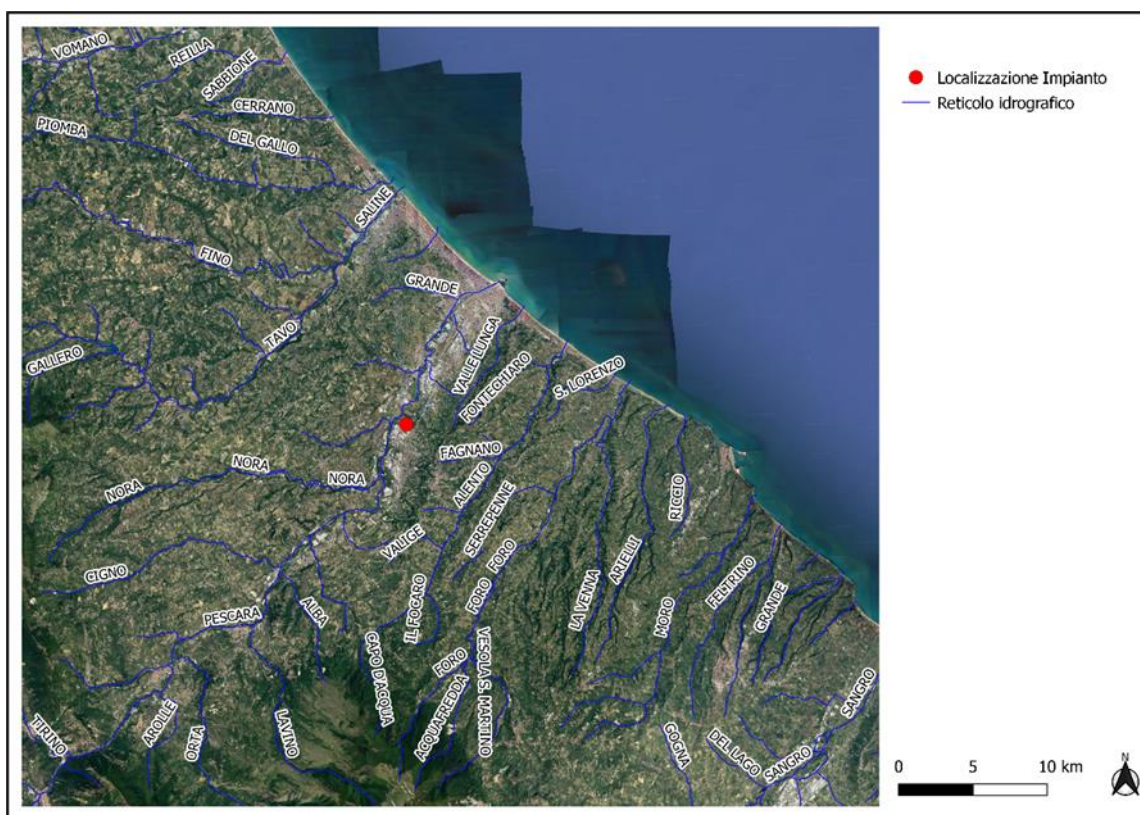 VOMANO
REILLA
SABBIONE
CERRANO
PIOMBA
DEL GALLO
SALINE
FINO
GRANDE
TAVO
GALLERO
VALLE LUNGA
FONTECHIARO
S. LORENZO
FAGNANO
NORA
NORA
NORA
ALENTO
SERREPENNE
RICCIO
VALIGE
CIGNO
FORO
FORO
ARIELLI
LA VENNA
FELTRINO
MORO
GRANDE
PESCARA
ALBA
IL FOCARO
CAPO D'ACQUA
FORO
VESOLA S. MARTINO
ACQUAFREDDA
TIRINO
AROLLE
ORTA
LAVINO
GOGNA
DEL LAGO
SANGRO
SANGRO
Localizzazione Impianto
Reticolo idrografico
0 5 10 km
N